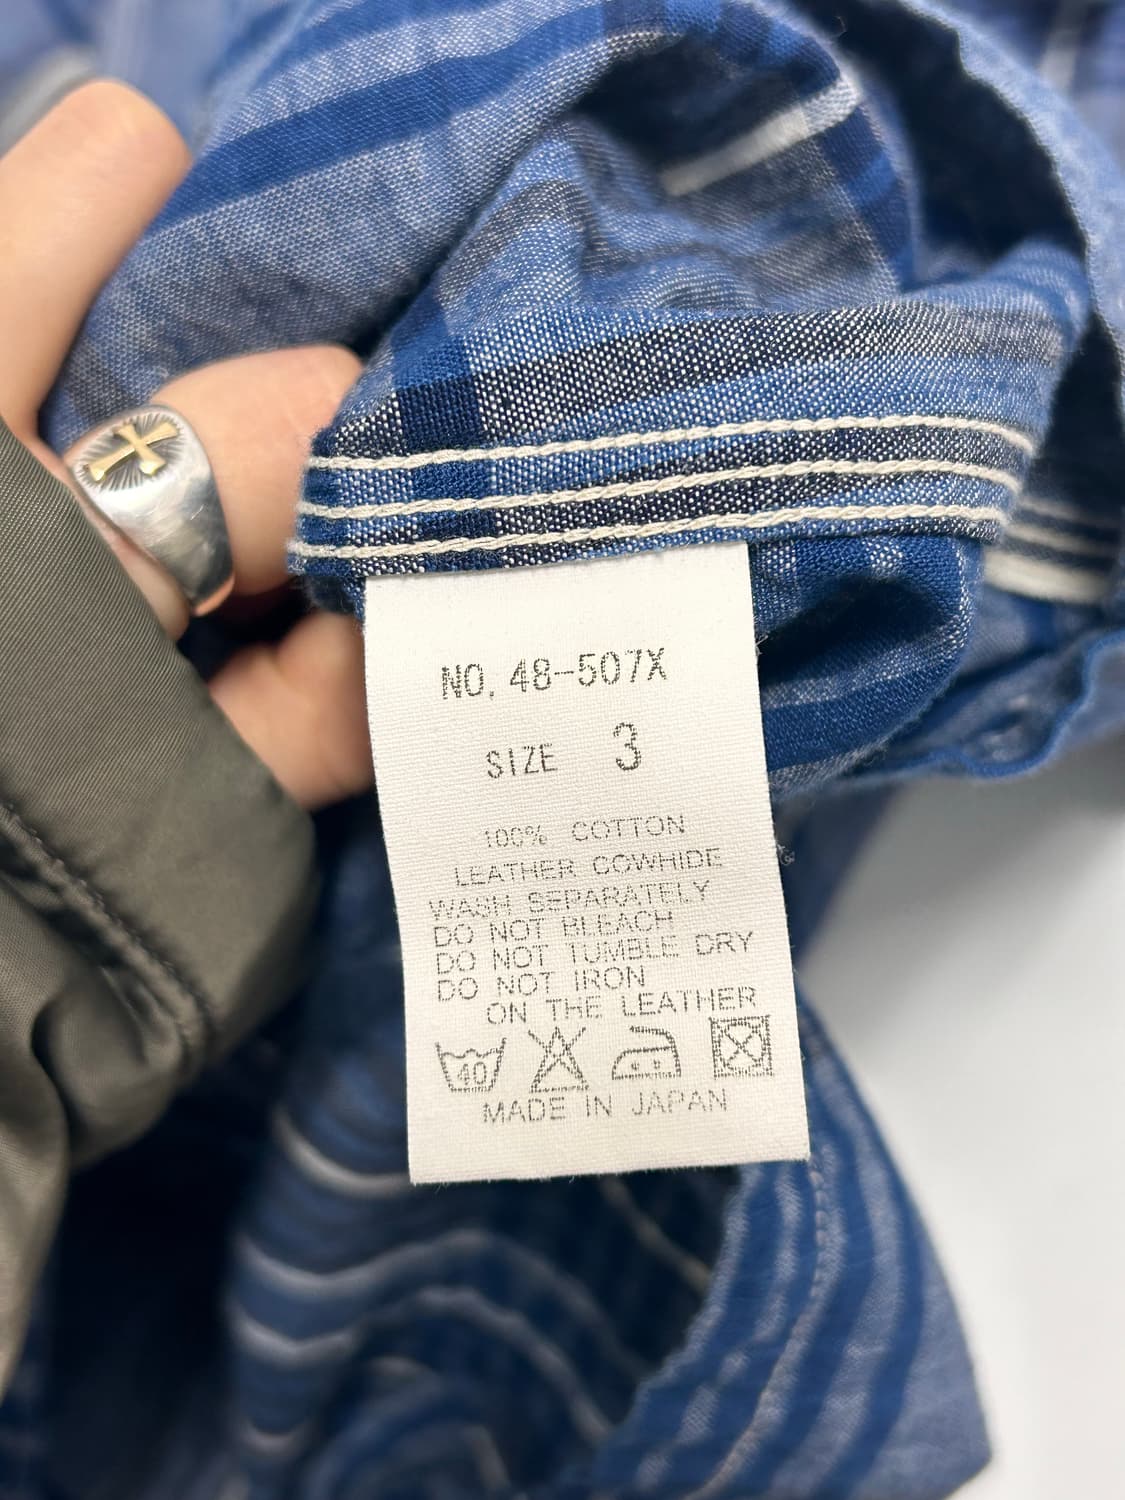 NO. 48-507X
SIZE 3
100% COTTON
LEATHER COWHIDE
WASH SEPARATELY
DO NOT BLEACH
DO NOT TUMBLE DRY
DO NOT IRON
ON THE LEATHER
40
MADE IN JAPAN